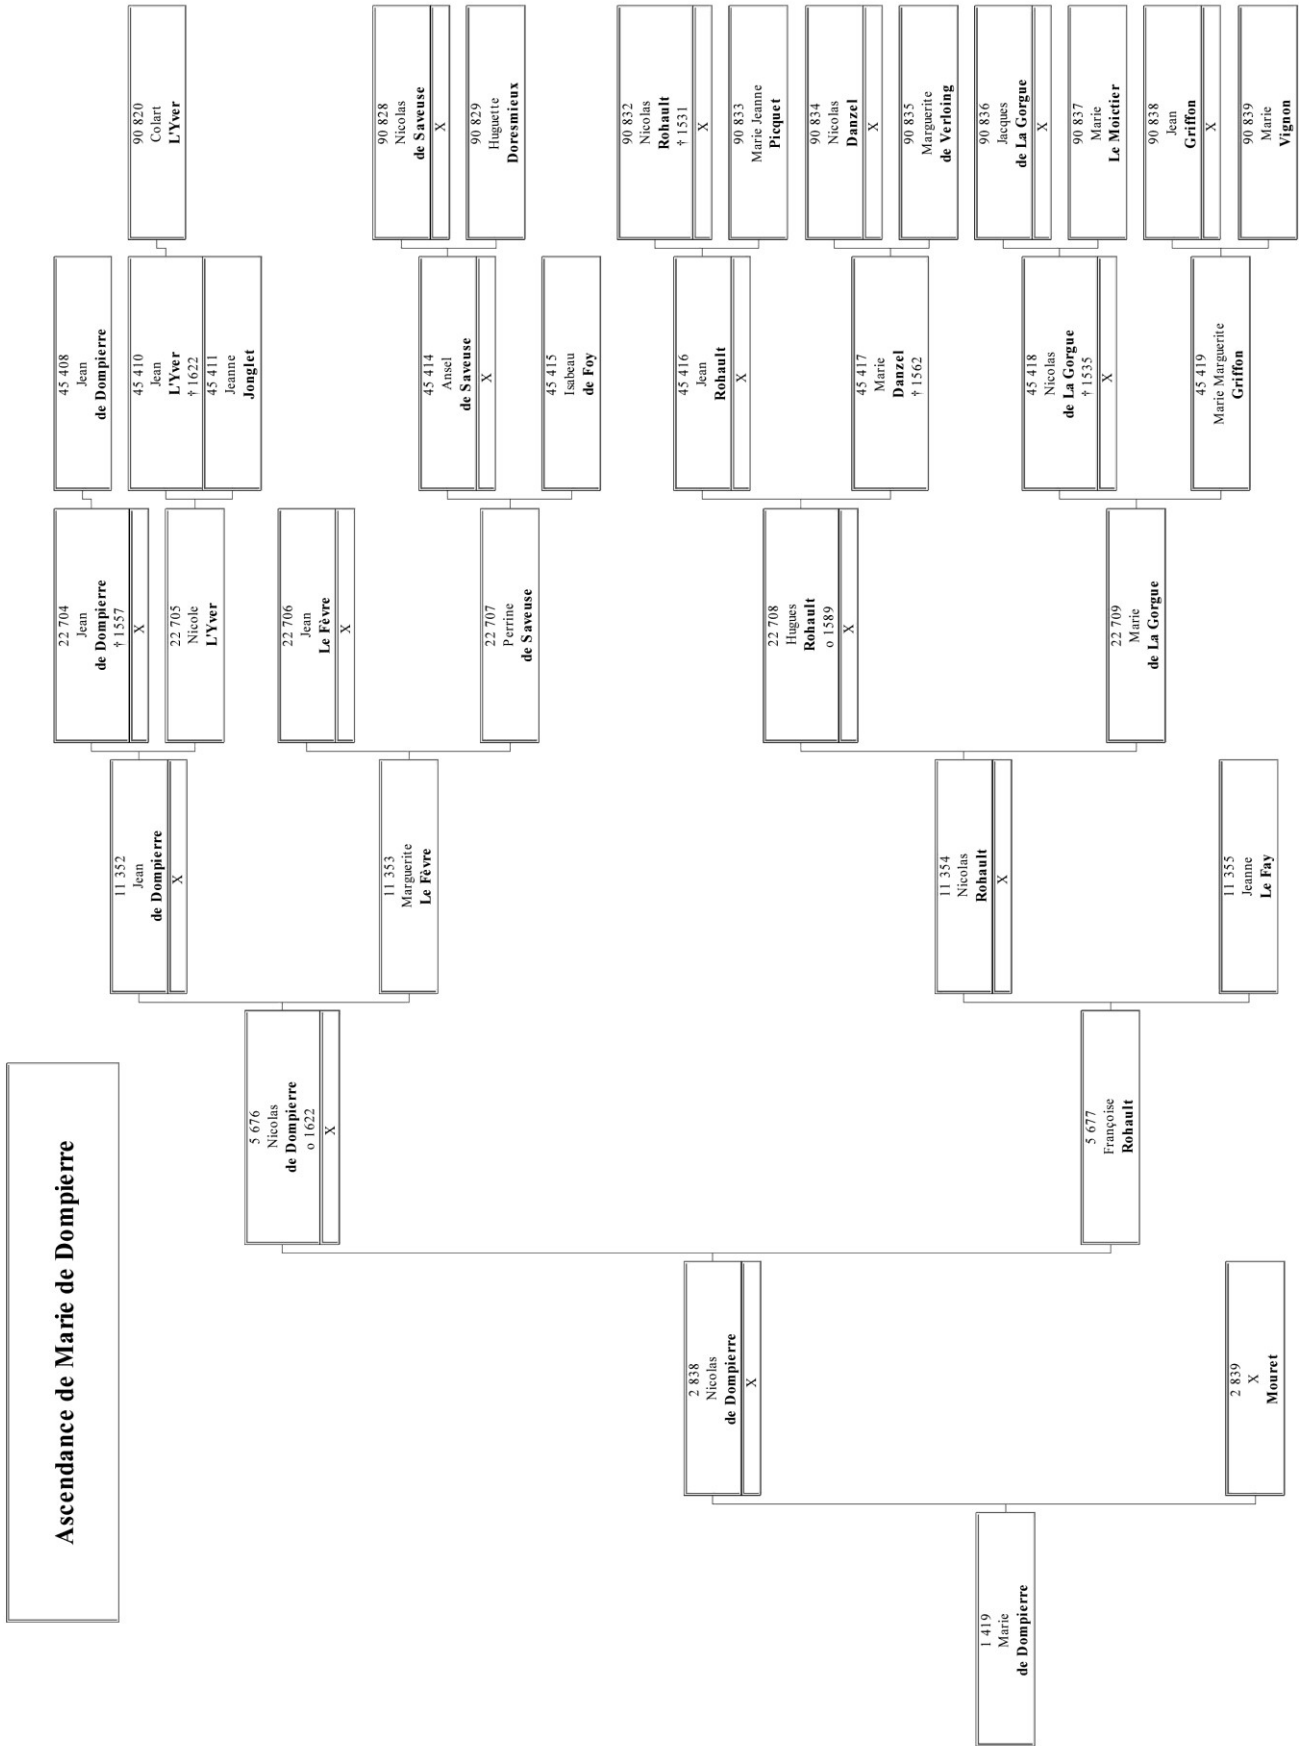 Ascendance de Marie de Dompierre
1 419
Marie
de Dompierre
2 838
Nicolas
de Dompierre
X
2 839
X
Mouret
5 676
Nicolas
de Dompierre
o 1622
X
5 677
Françoise
Rohault
11 352
Jean
de Dompierre
X
11 353
Marguerite
Le Fèvre
11 354
Nicolas
Rohault
X
11 355
Jeanne
Le Fay
22 704
Jean
de Dompierre
† 1557
X
22 705
Nicole
L'Yver
22 706
Jean
Le Fèvre
X
22 707
Perrine
de Saveuse
22 708
Hugues
Rohault
o 1589
X
22 709
Marie
de La Gorgue
45 408
Jean
de Dompierre
45 410
Jean
L'Yver
† 1622
45 411
Jeanne
Jonglet
45 414
Ansel
de Saveuse
X
45 415
Isabeau
de Foy
45 416
Jean
Rohault
X
45 417
Marie
Danzel
† 1562
45 418
Nicolas
de La Gorgue
† 1535
X
45 419
Marie Marguerite
Griffon
90 820
Colart
L'Yver
90 828
Nicolas
de Saveuse
X
90 829
Huguette
Doresmieux
90 832
Nicolas
Rohault
† 1531
X
90 833
Marie Jeanne
Picquet
90 834
Nicolas
Danzel
X
90 835
Marguerite
de Verloing
90 836
Jacques
de La Gorgue
X
90 837
Marie
Le Moictier
90 838
Jean
Griffon
X
90 839
Marie
Vignon